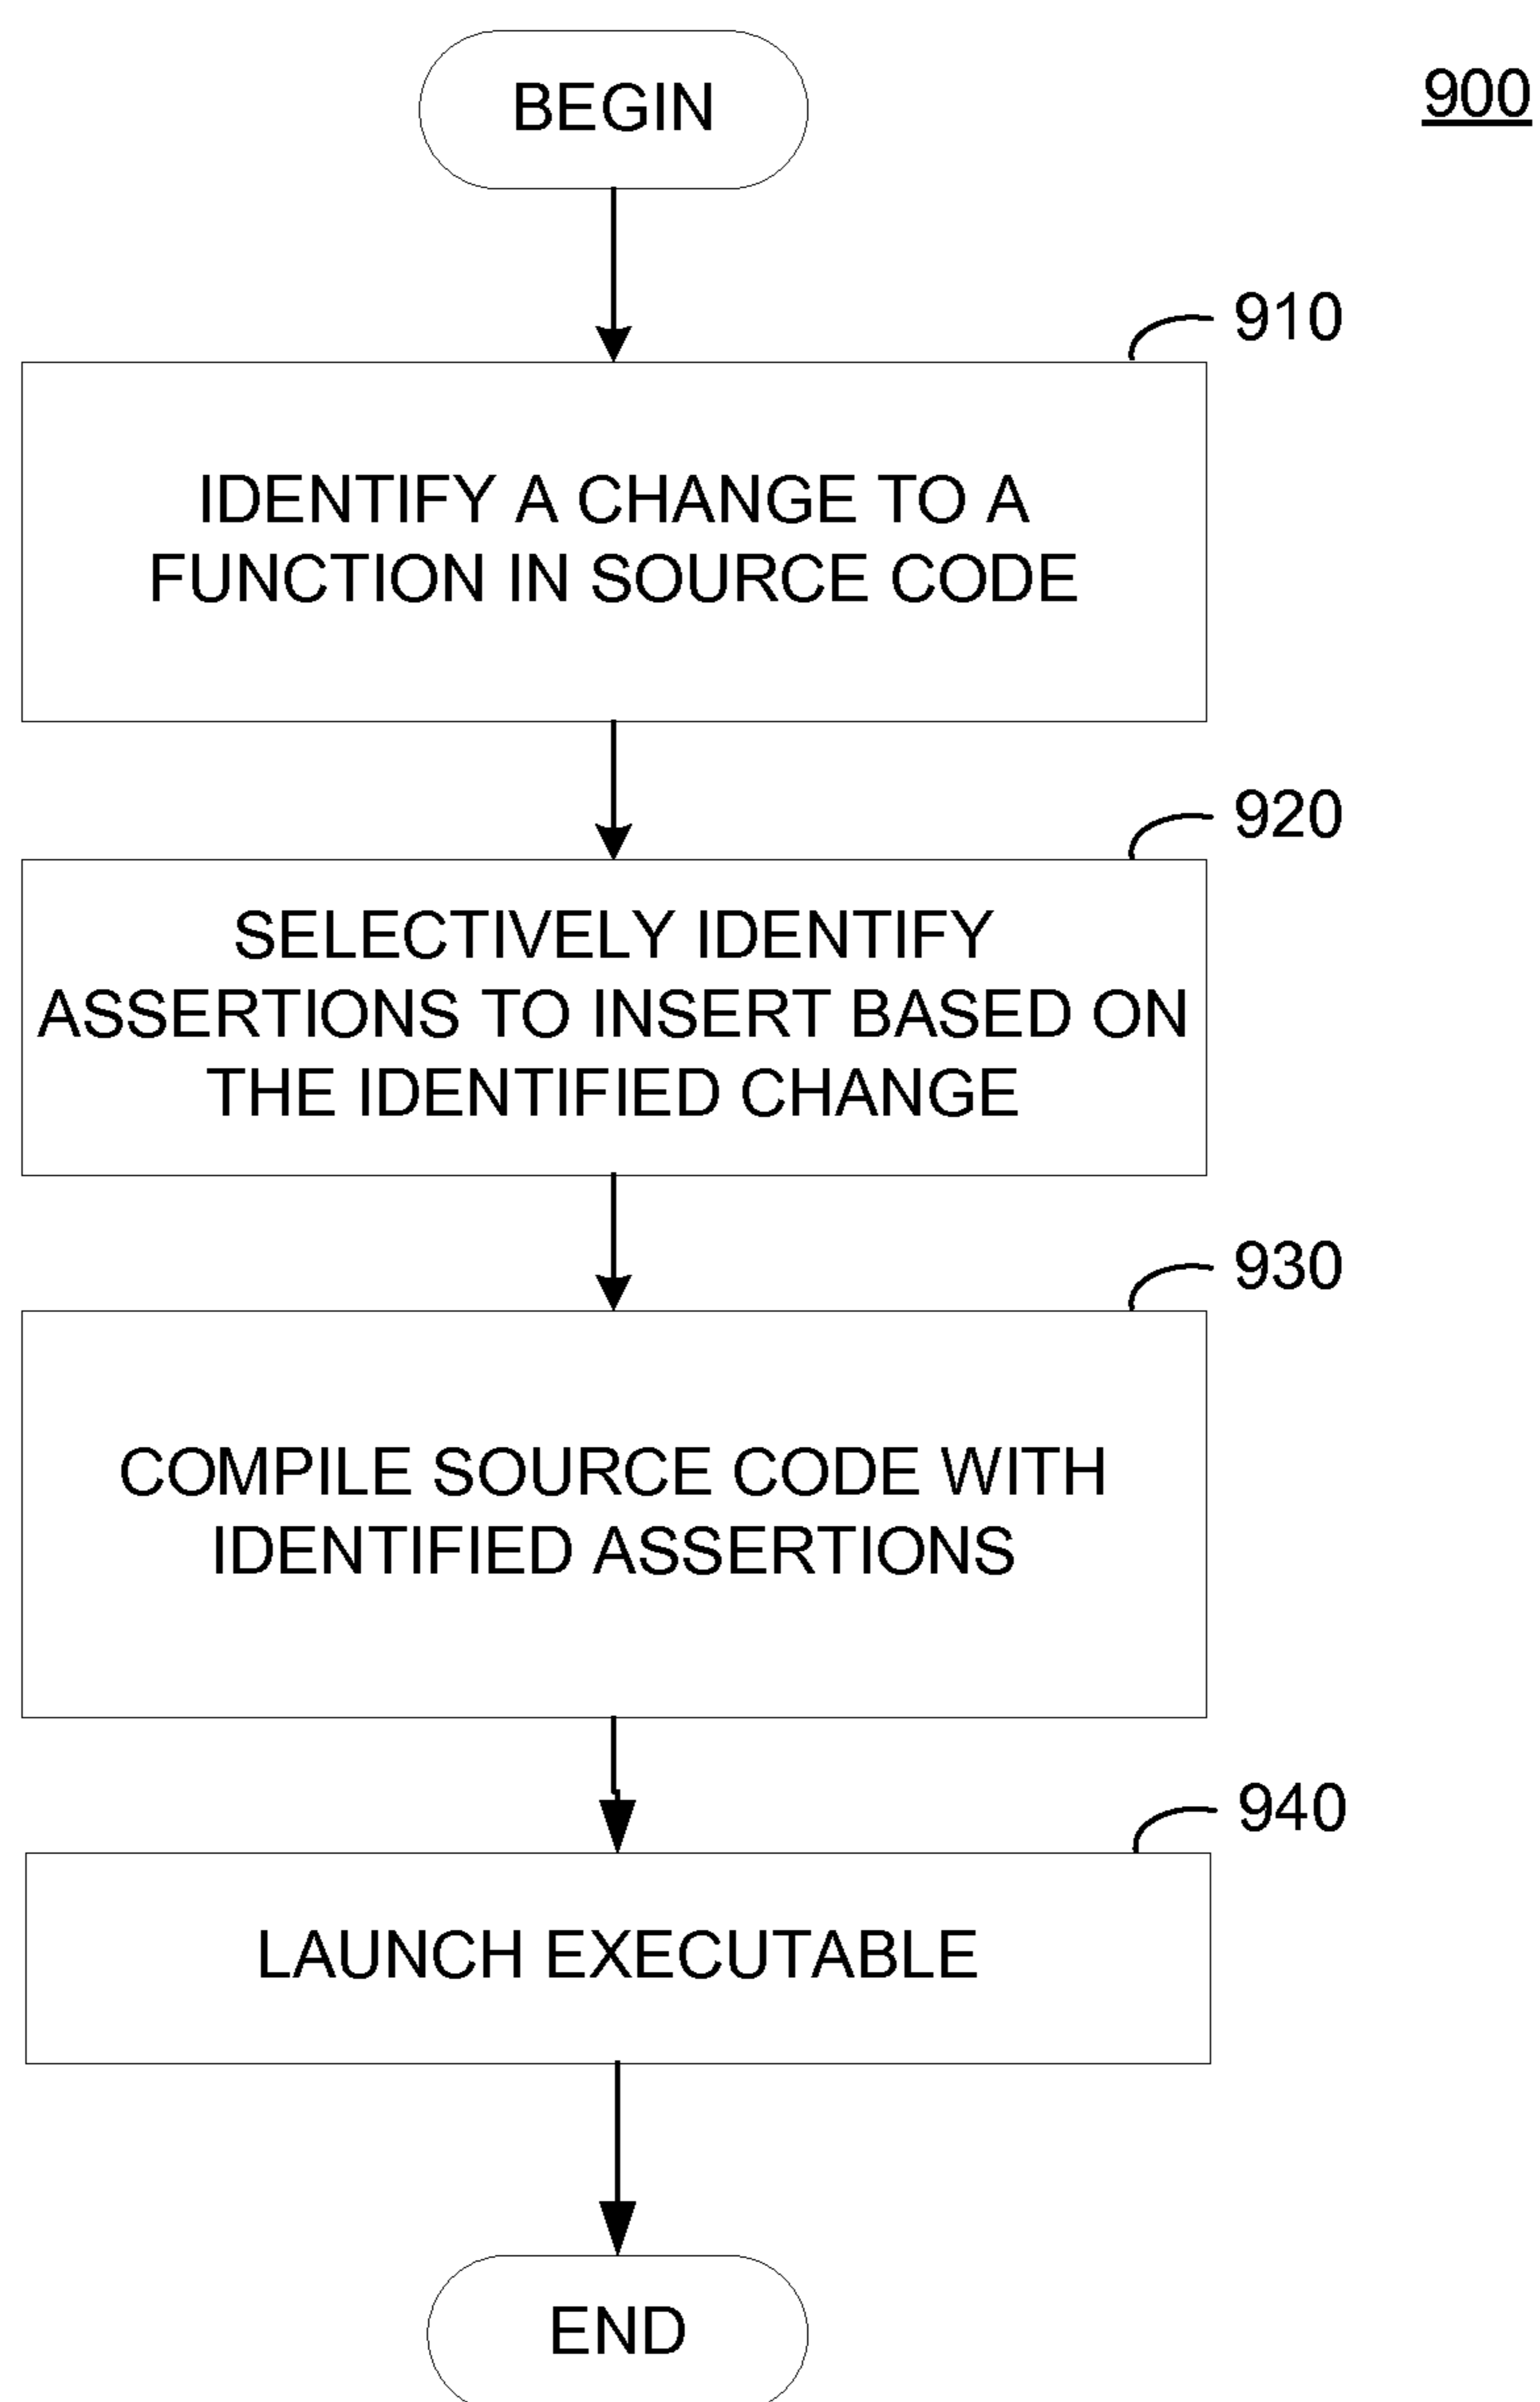 BEGIN
900
910
IDENTIFY A CHANGE TO A
FUNCTION IN SOURCE CODE
920
SELECTIVELY IDENTIFY
ASSERTIONS TO INSERT BASED ON
THE IDENTIFIED CHANGE
930
COMPILE SOURCE CODE WITH
IDENTIFIED ASSERTIONS
940
LAUNCH EXECUTABLE
END